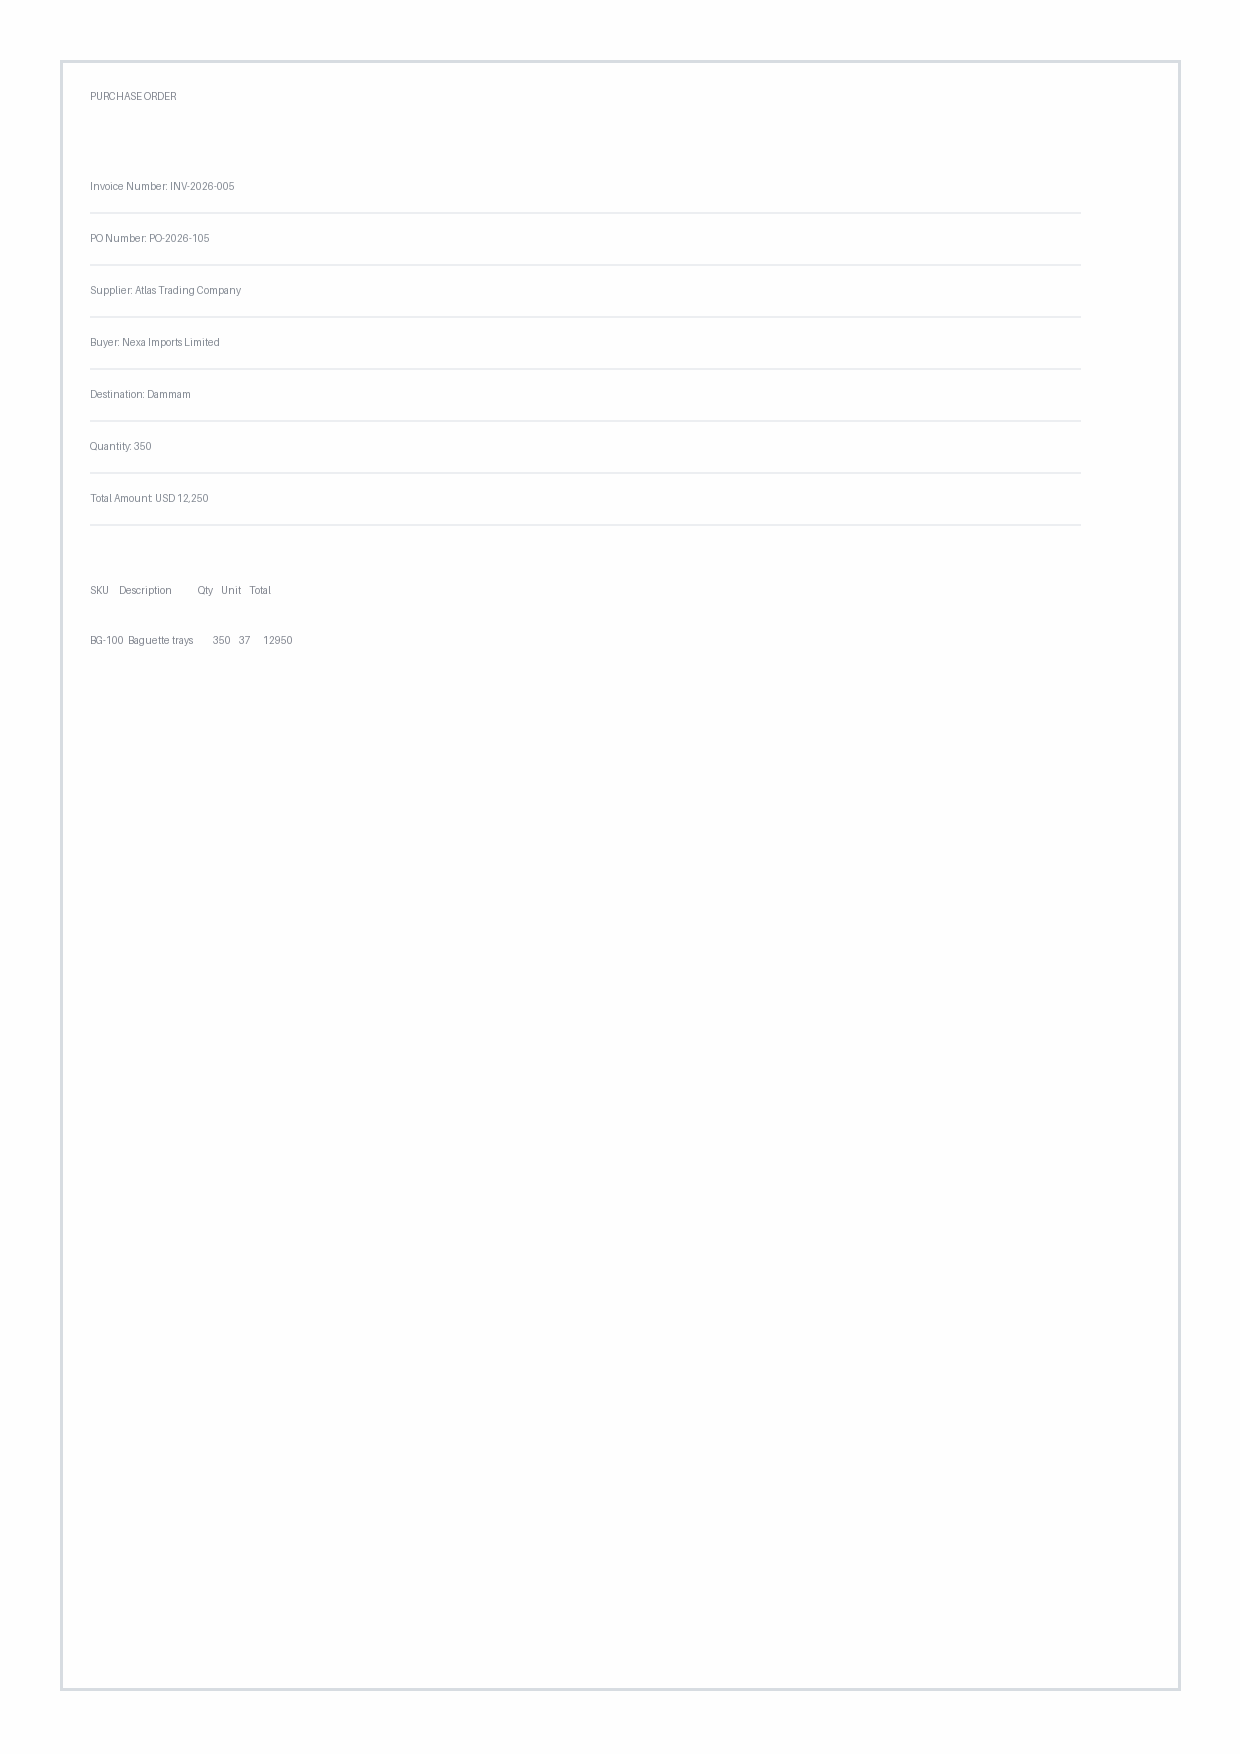 PURCHASE ORDER
Invoice Number: INV-2026-005
PO Number: PO-2026-105
Supplier: Atlas Trading Company
Buyer: Nexa Imports Limited
Destination: Dammam
Quantity: 350
Total Amount: USD 12,250
SKU Description Qty Unit Total
BG-100 Baguette trays 350 37 12950